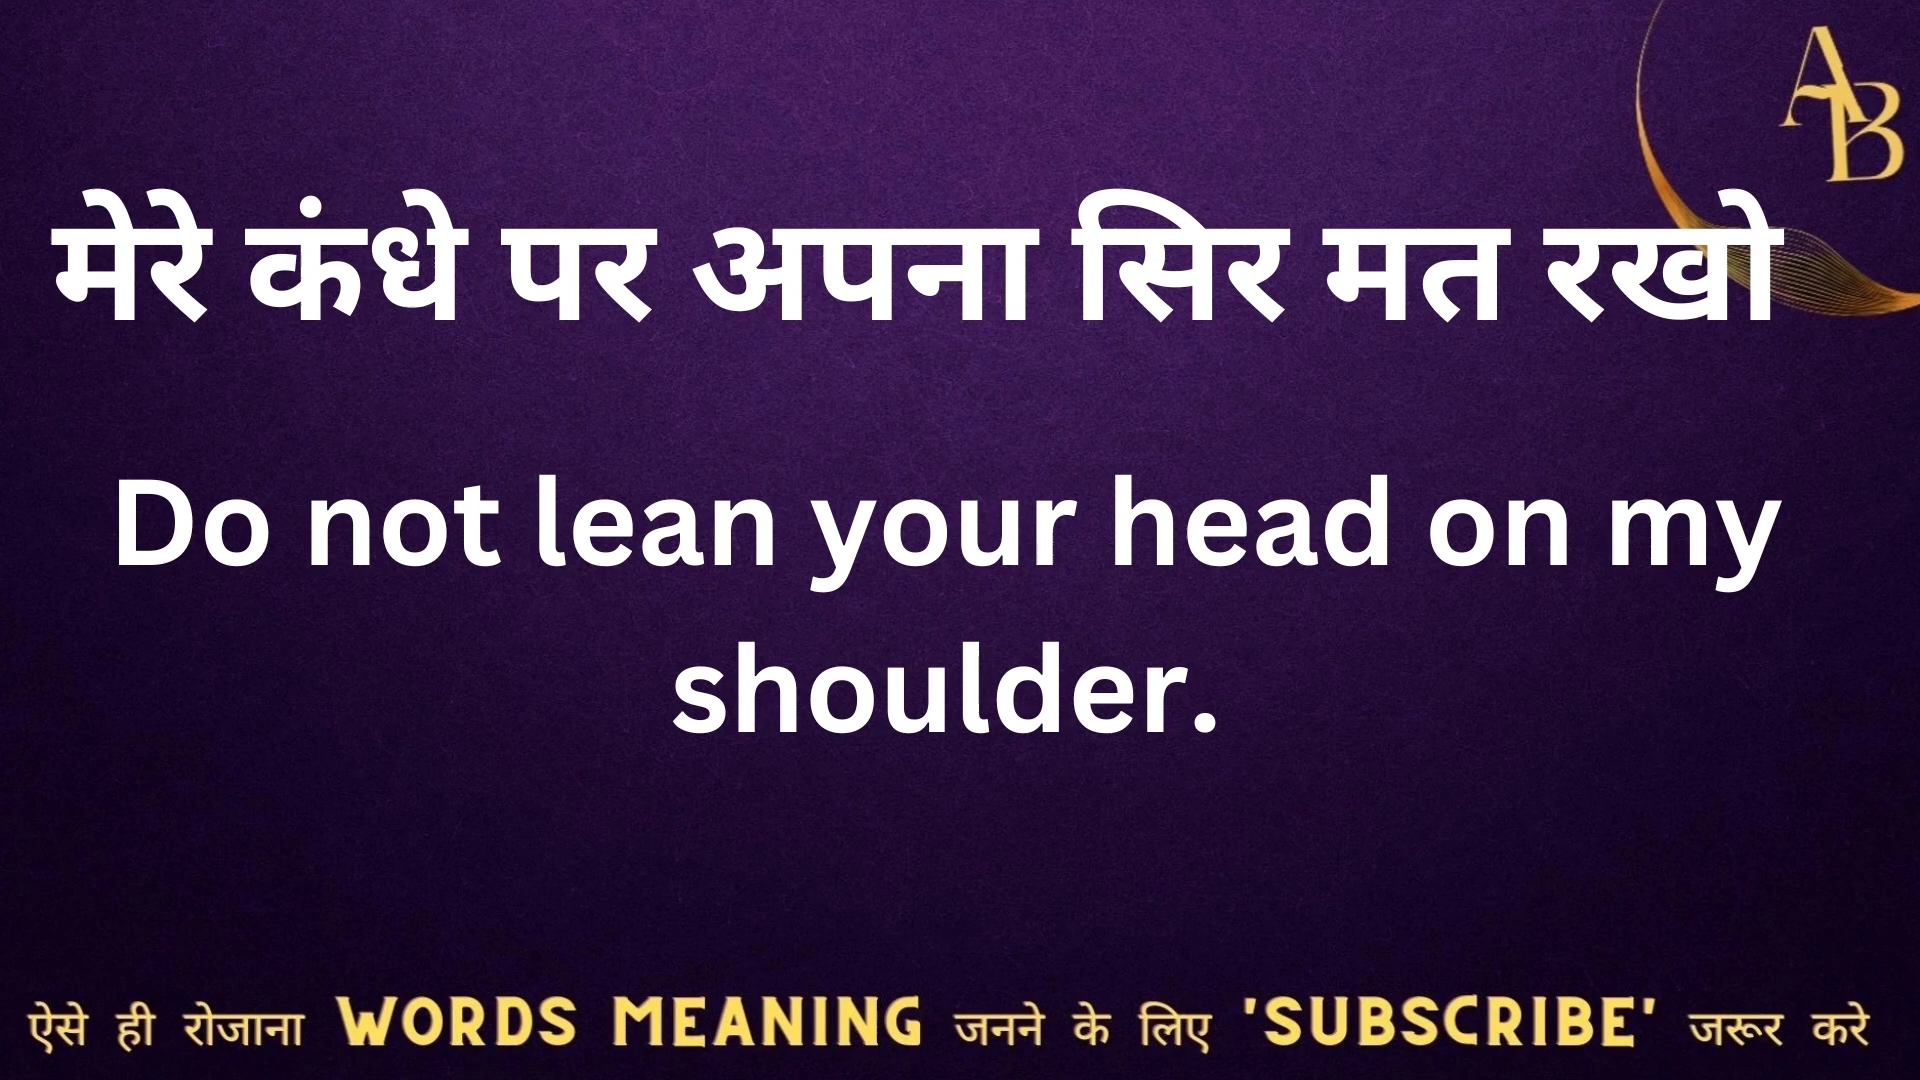 AB
मेरे कंधे पर अपना सिर मत रखो
Do not lean your head on my
shoulder.
ऐसे ही रोजाना WORDS MEANING जनने के लिए 'SUBSCRIBE' जरूर करे